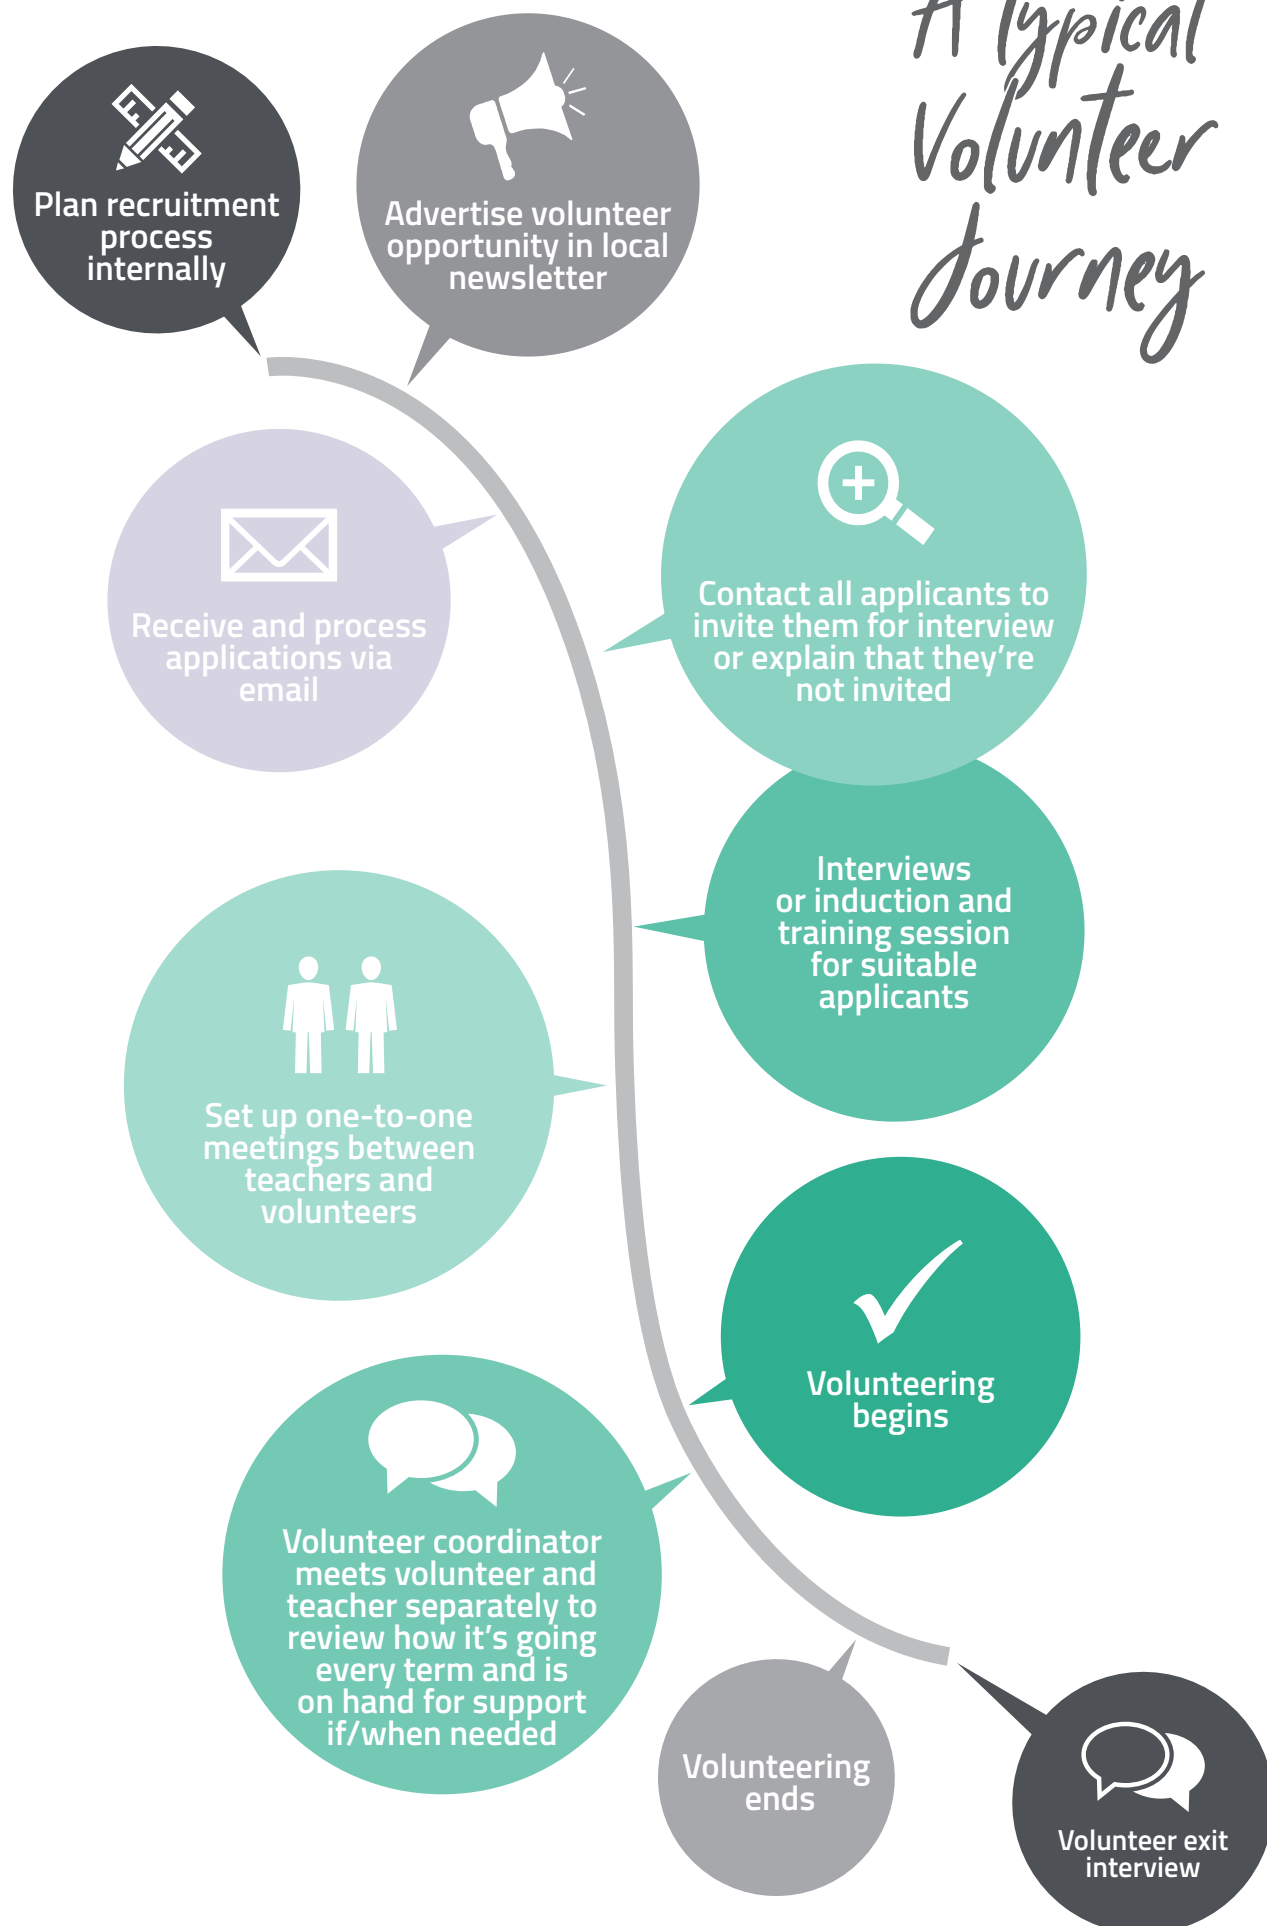 A Typical
Volunteer
Journey
Plan recruitment
process
internally
Advertise volunteer
opportunity in local
newsletter
Receive and process
applications via
email
Contact all applicants to
invite them for interview
or explain that they’re
not invited
Interviews
or induction and
training session
for suitable
applicants
Set up one-to-one
meetings between
teachers and
volunteers
Volunteering
begins
Volunteer coordinator
meets volunteer and
teacher separately to
review how it’s going
every term and is
on hand for support
if/when needed
Volunteering
ends
Volunteer exit
interview